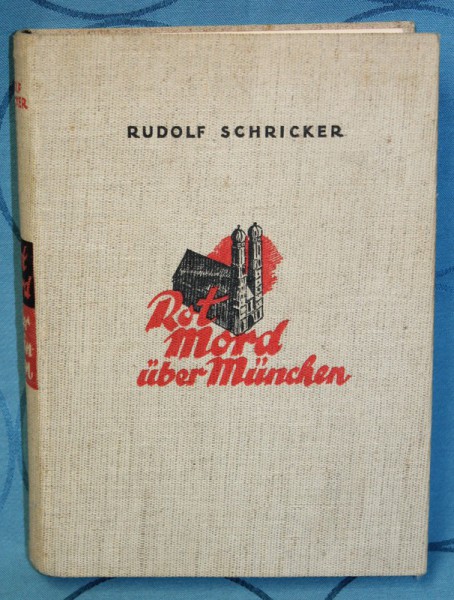 RUDOLF SCHRICKER
Rot
Mord
über München